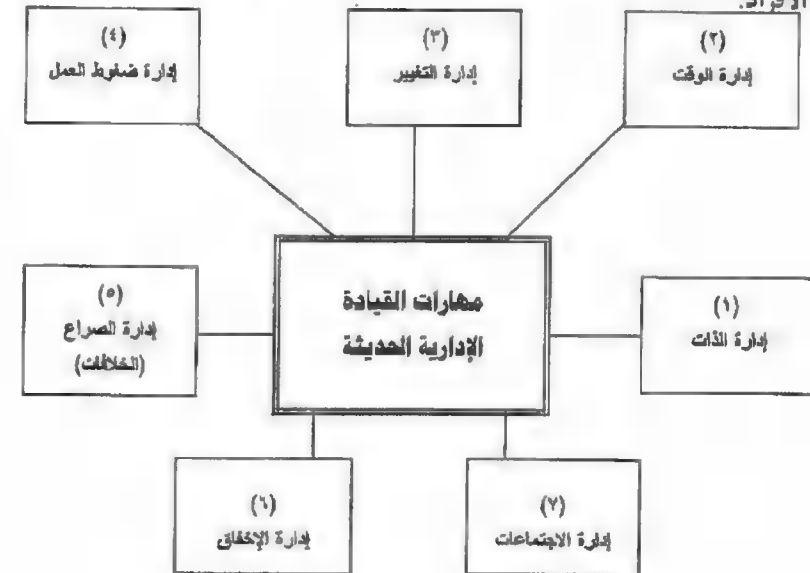 الأفراد.
(٤)
إدارة ضغوط العمل
(٣)
إدارة التغيير
(٢)
إدارة الوقت
مهارات القيادة
الإدارية الحديثة
(٥)
إدارة الصراع
(الخلافات)
(١)
إدارة الذات
(٦)
إدارة الإخفاق
(٧)
إدارة الاجتماعات